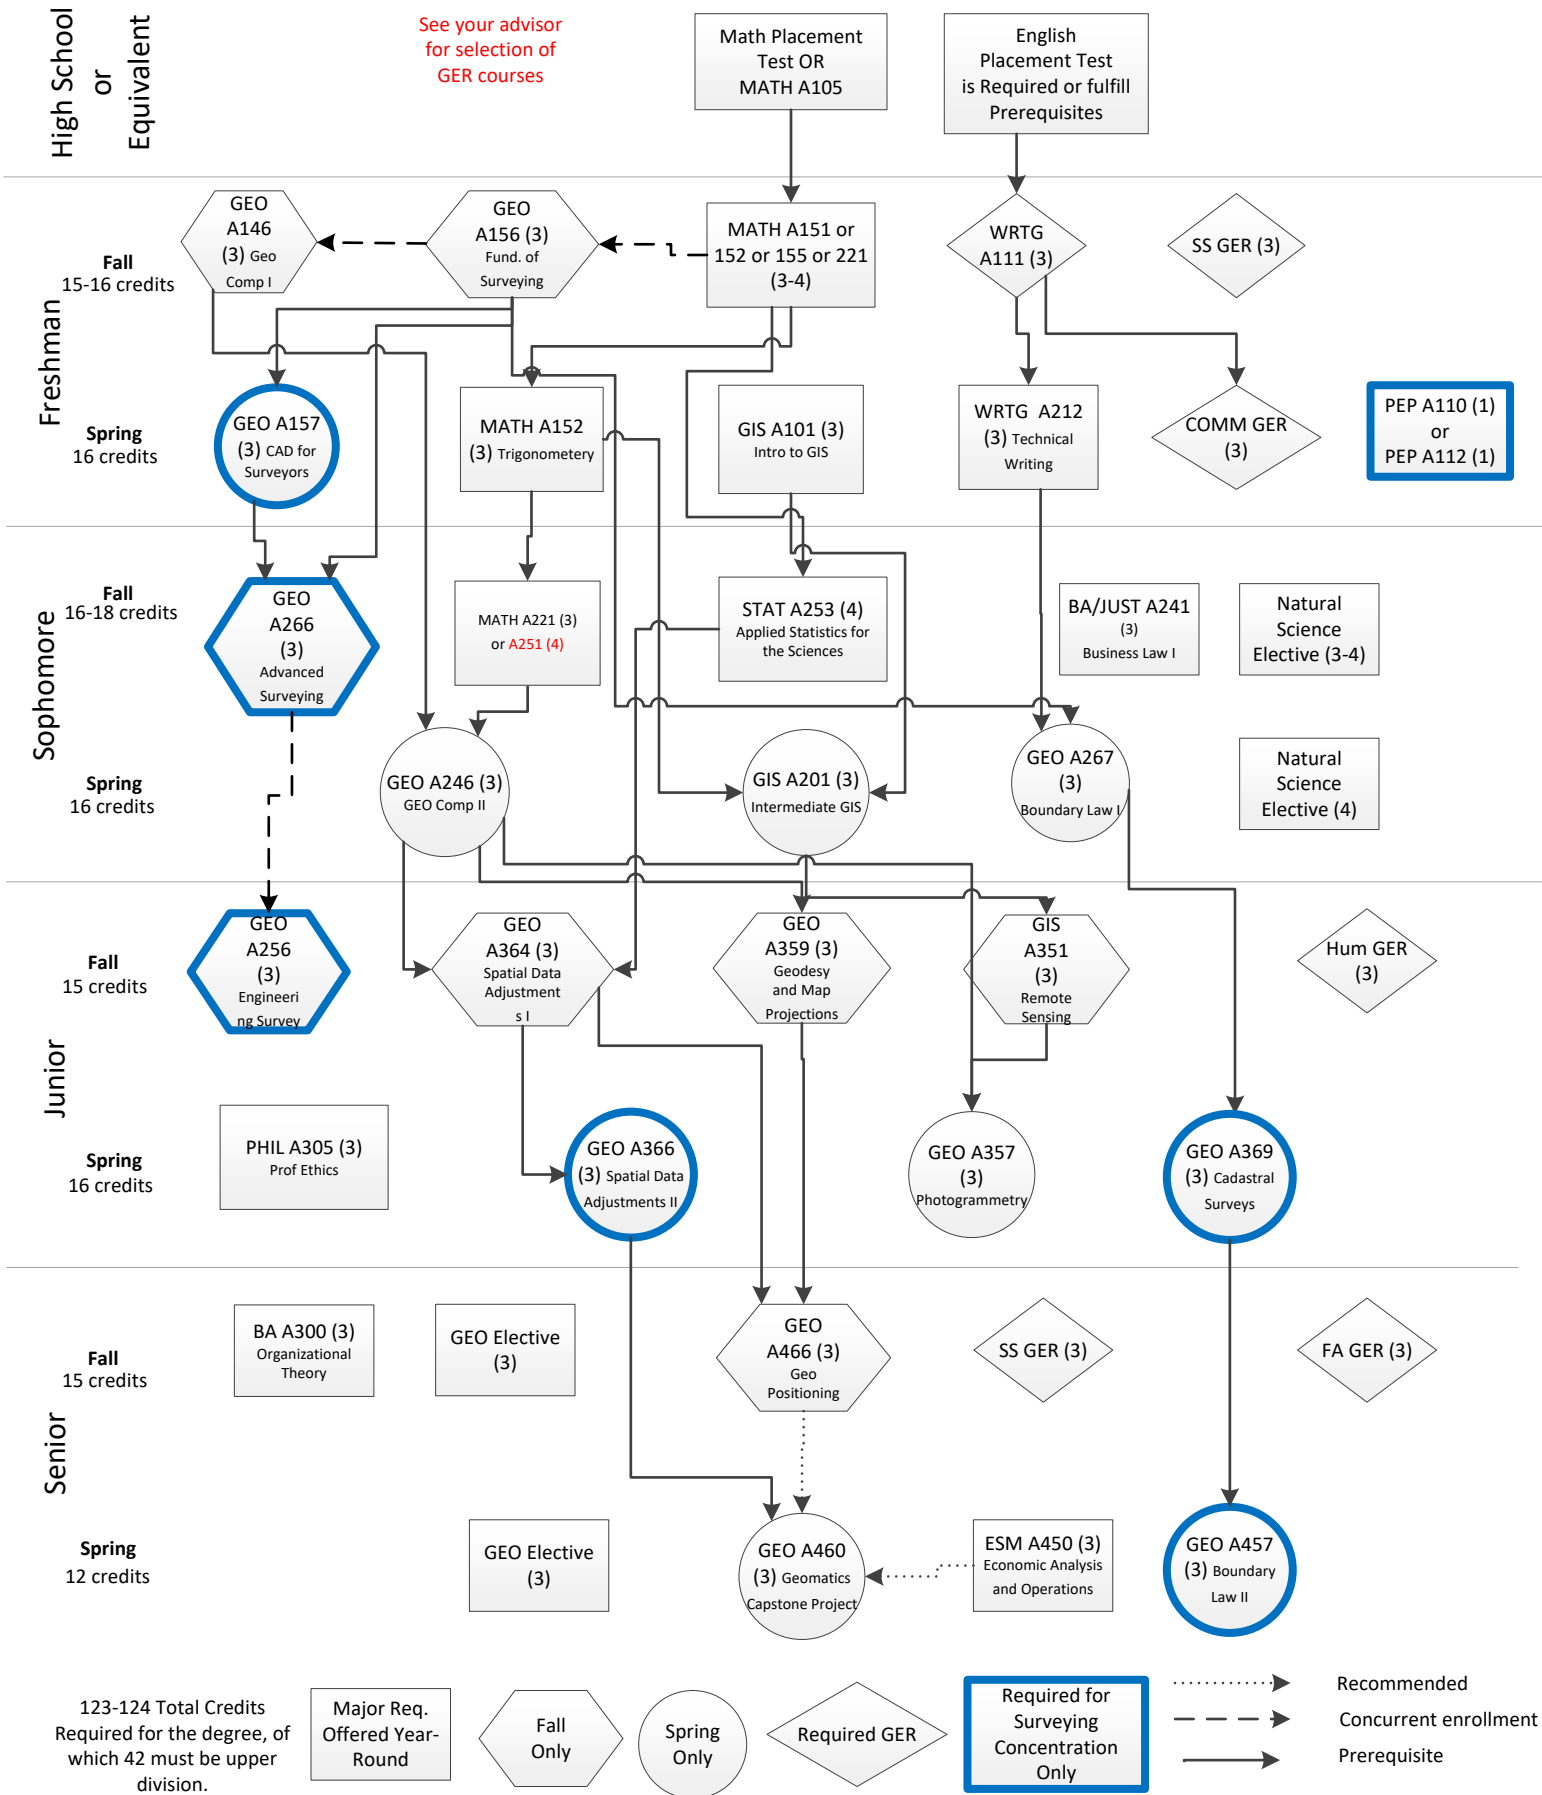 High School
or
Equivalent
See your advisor
for selection of
GER courses
Math Placement
Test OR
MATH A105
English
Placement Test
is Required or fulfill
Prerequisites
Freshman
Fall
15-16 credits
GEO
A146
(3) Geo
Comp I
GEO
A156 (3)
Fund. of
Surveying
MATH A151 or
152 or 155 or 221
(3-4)
WRTG
A111 (3)
SS GER (3)
Spring
16 credits
GEO A157
(3) CAD for
Surveyors
MATH A152
(3) Trigonometery
GIS A101 (3)
Intro to GIS
WRTG A212
(3) Technical
Writing
COMM GER
(3)
PEP A110 (1)
or
PEP A112 (1)
Sophomore
Fall
16-18 credits
GEO
A266
(3)
Advanced
Surveying
MATH A221 (3)
or A251 (4)
STAT A253 (4)
Applied Statistics for
the Sciences
BA/JUST A241
(3)
Business Law I
Natural
Science
Elective (3-4)
Spring
16 credits
GEO A246 (3)
GEO Comp II
GIS A201 (3)
Intermediate GIS
GEO A267
(3)
Boundary Law I
Natural
Science
Elective (4)
Junior
Fall
15 credits
GEO
A256
(3)
Engineeri
ng Survey
GEO
A364 (3)
Spatial Data
Adjustment
s I
GEO
A359 (3)
Geodesy
and Map
Projections
GIS
A351
(3)
Remote
Sensing
Hum GER
(3)
Spring
16 credits
PHIL A305 (3)
Prof Ethics
GEO A366
(3) Spatial Data
Adjustments II
GEO A357
(3)
Photogrammetry
GEO A369
(3) Cadastral
Surveys
Senior
Fall
15 credits
BA A300 (3)
Organizational
Theory
GEO Elective
(3)
GEO
A466 (3)
Geo
Positioning
SS GER (3)
FA GER (3)
Spring
12 credits
GEO Elective
(3)
GEO A460
(3) Geomatics
Capstone Project
ESM A450 (3)
Economic Analysis
and Operations
GEO A457
(3) Boundary
Law II
123-124 Total Credits
Required for the degree, of
which 42 must be upper
division.
Major Req.
Offered Year-
Round
Fall
Only
Spring
Only
Required GER
Required for
Surveying
Concentration
Only
Recommended
Concurrent enrollment
Prerequisite